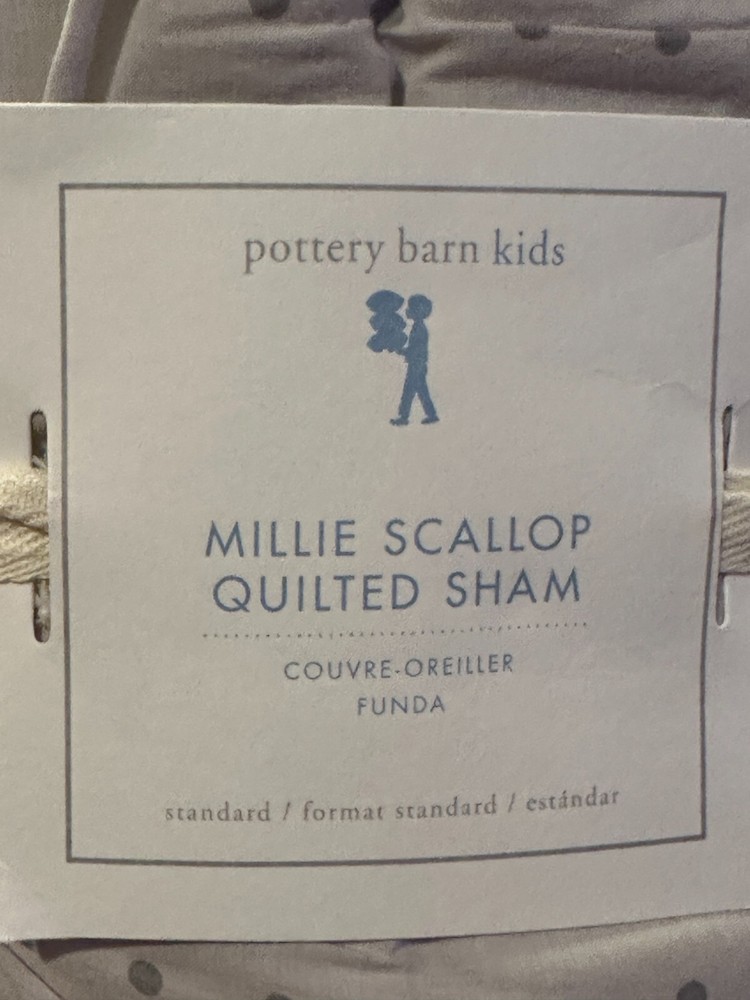 pottery barn kids
MILLIE SCALLOP
QUILTED SHAM
COUVRE-OREILLER
FUNDA
standard / format standard / estándar